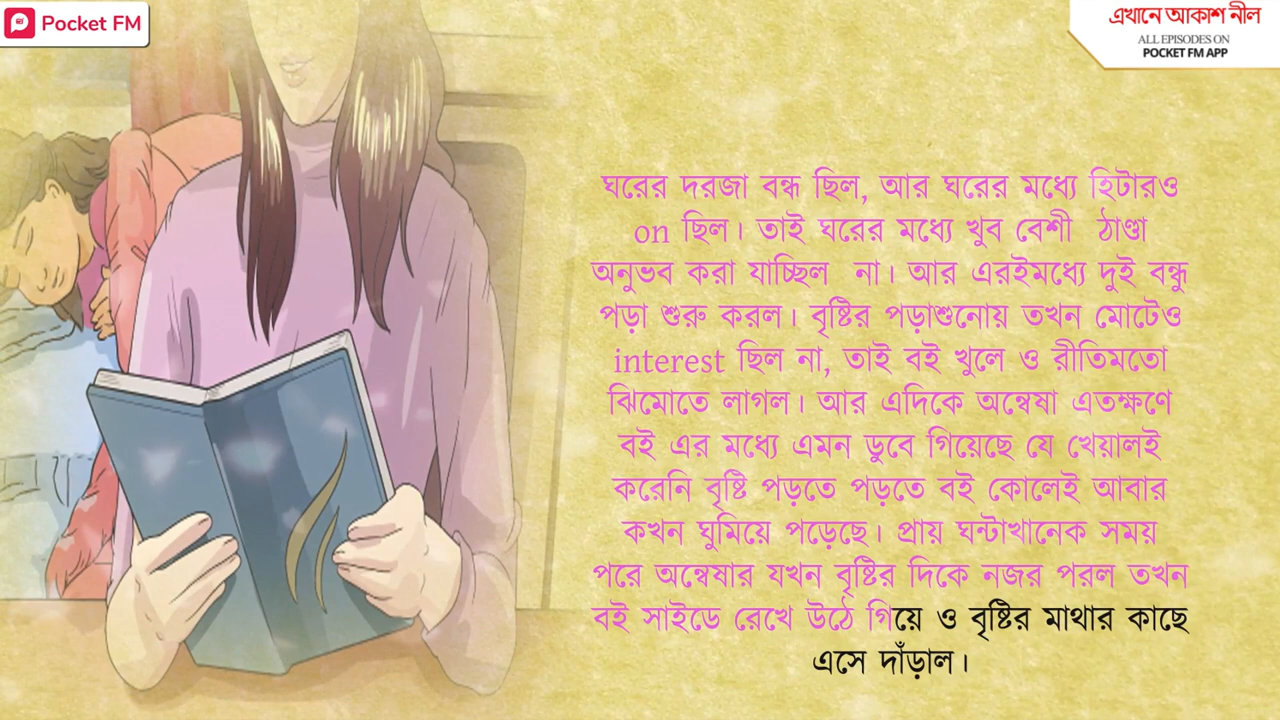 Pocket FM
এখানে আকাশ নীল
ALL EPISODES ON
POCKET FM APP
ঘরের দরজা বন্ধ ছিল, আর ঘরের মধ্যে হিটারও
on ছিল। তাই ঘরের মধ্যে খুব বেশী ঠাণ্ডা
অনুভব করা যাচ্ছিল না। আর এরইমধ্যে দুই বন্ধু
পড়া শুরু করল। বৃষ্টির পড়াশুনোয় তখন মোটেও
interest ছিল না, তাই বই খুলে ও রীতিমতো
ঝিমোতে লাগল। আর এদিকে অন্বেষা এতক্ষণে
বই এর মধ্যে এমন ডুবে গিয়েছে যে খেয়ালই
করেনি বৃষ্টি পড়তে পড়তে বই কোলেই আবার
কখন ঘুমিয়ে পড়েছে। প্রায় ঘন্টাখানেক সময়
পরে অন্বেষার যখন বৃষ্টির দিকে নজর পরল তখন
বই সাইডে রেখে উঠে গিয়ে ও বৃষ্টির মাথার কাছে
এসে দাঁড়াল।